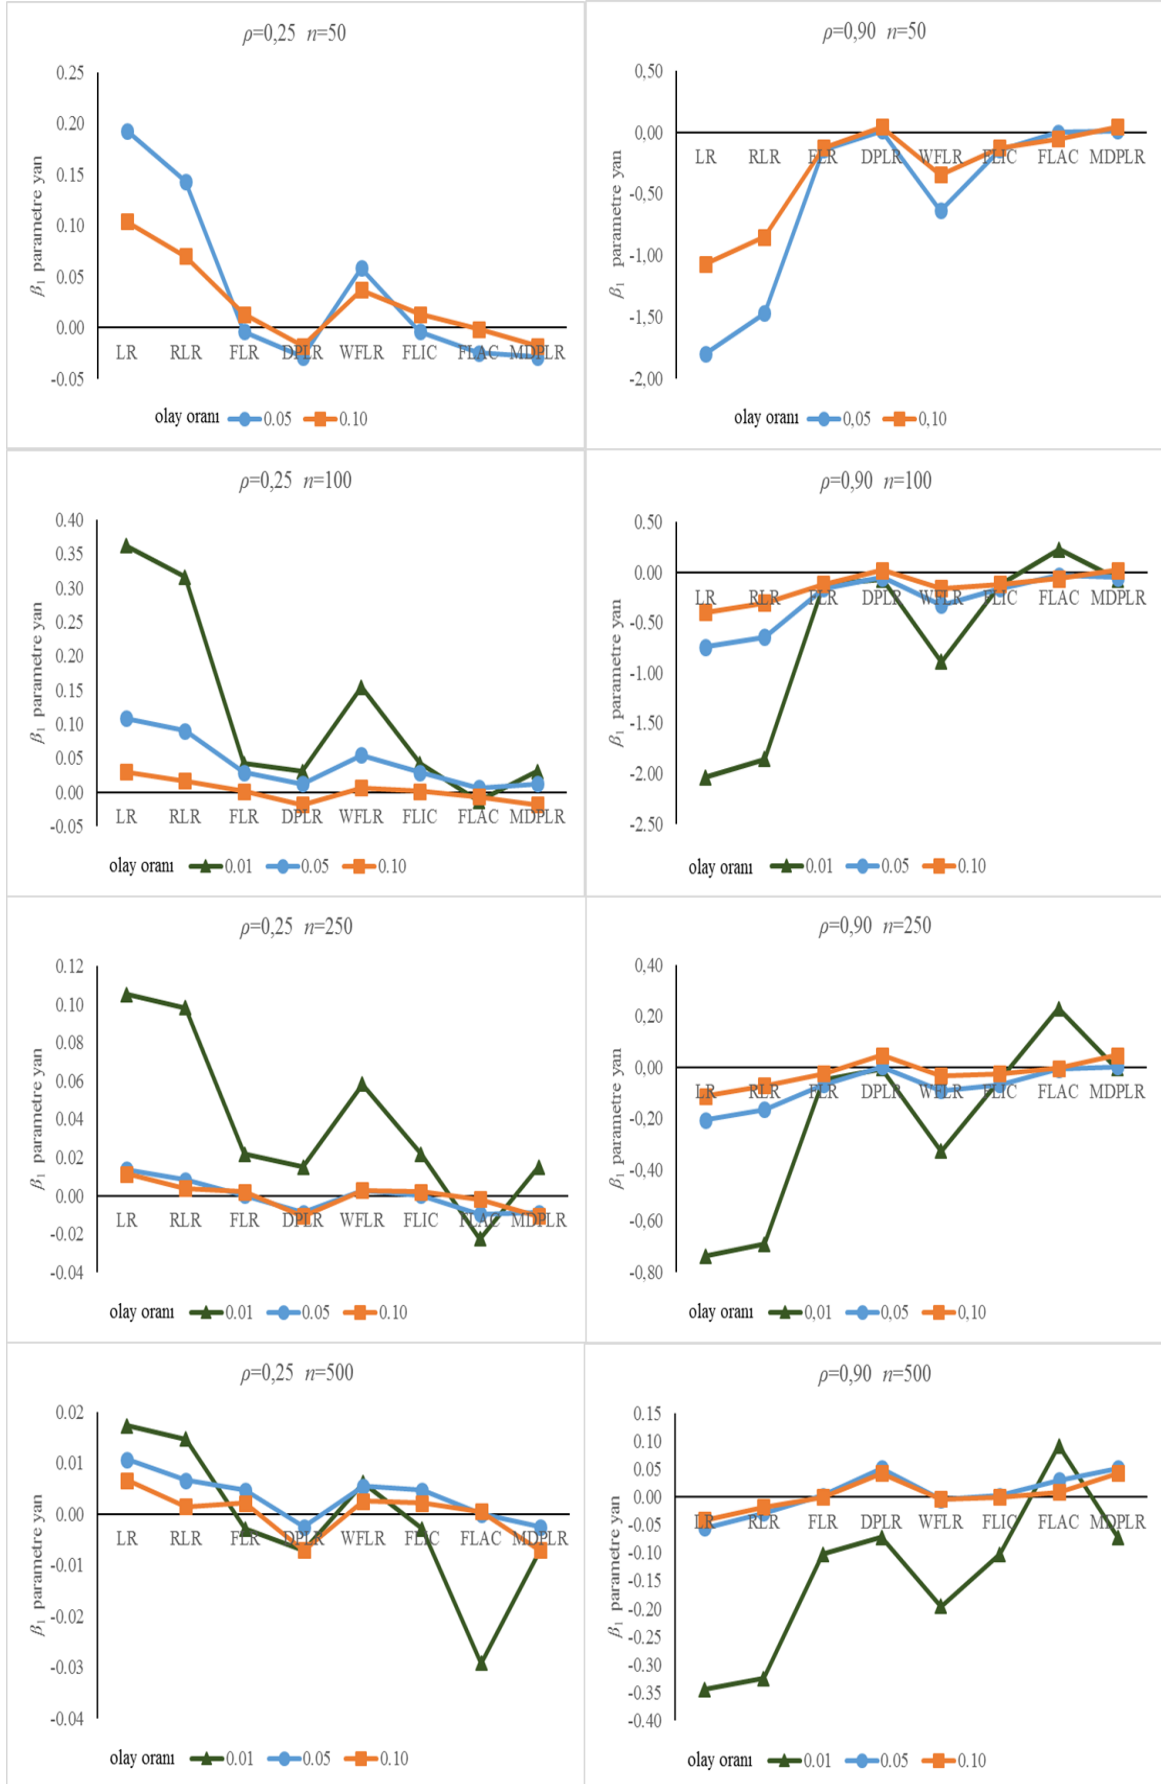 ρ=0,25 n=50
0.25
0.20
0.15
0.10
0.05
0.00
-0.05
β1 parametre yan
LR RLR FLR DPLR WFLR FLIC FLAC MDPLR
olay oranı 0.05 0.10
ρ=0,90 n=50
0,50
0,00
-0,50
-1,00
-1,50
-2,00
β1 parametre yan
LR RLR FLR DPLR WFLR FLIC FLAC MDPLR
olay oranı 0,05 0,10
ρ=0,25 n=100
0.40
0.35
0.30
0.25
0.20
0.15
0.10
0.05
0.00
-0.05
β1 parametre yan
LR RLR FLR DPLR WFLR FLIC FLAC MDPLR
olay oranı 0.01 0.05 0.10
ρ=0,90 n=100
0.50
0.00
-0.50
-1.00
-1.50
-2.00
-2.50
β1 parametre yan
LR RLR FLR DPLR WFLR FLIC FLAC MDPLR
olay oranı 0.01 0.05 0.10
ρ=0,25 n=250
0.12
0.10
0.08
0.06
0.04
0.02
0.00
-0.02
-0.04
β1 parametre yan
LR RLR FLR DPLR WFLR FLIC FLAC MDPLR
olay oranı 0.01 0.05 0.10
ρ=0,90 n=250
0,40
0,20
0,00
-0,20
-0,40
-0,60
-0,80
β1 parametre yan
LR RLR FLR DPLR WFLR FLIC FLAC MDPLR
olay oranı 0,01 0,05 0,10
ρ=0,25 n=500
0.02
0.01
0.00
-0.01
-0.02
-0.03
-0.04
β1 parametre yan
LR RLR FLR DPLR WFLR FLIC FLAC MDPLR
olay oranı 0.01 0.05 0.10
ρ=0,90 n=500
0.15
0.10
0.05
0.00
-0.05
-0.10
-0.15
-0.20
-0.25
-0.30
-0.35
-0.40
β1 parametre yan
LR RLR FLR DPLR WFLR FLIC FLAC MDPLR
olay oranı 0.01 0.05 0.10